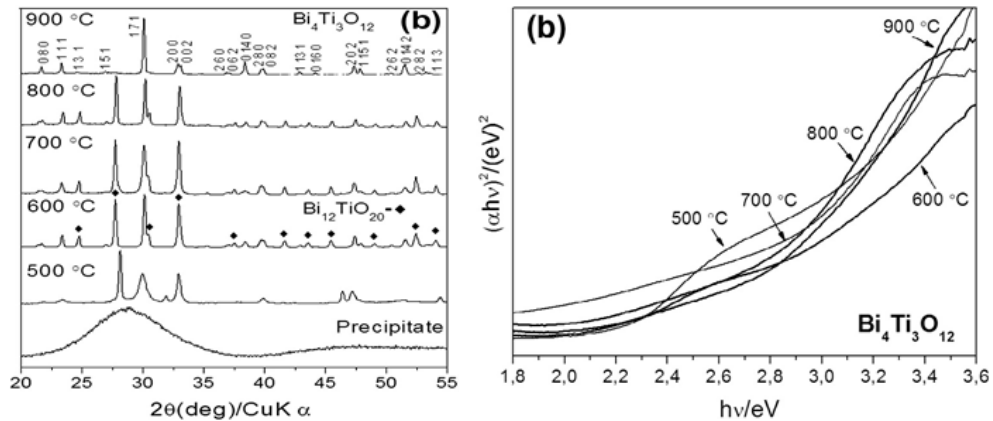 (b)
900 °C
Bi4Ti3O12
080
111
131
151
171
200
002
260
062
0140
280
082
1131
0160
202
1151
262
0142
282
113
800 °C
700 °C
600 °C
Bi12TiO20-◆
500 °C
Precipitate
20 25 30 35 40 45 50 55
2θ(deg)/CuK α
(b)
900 °C
800 °C
700 °C
500 °C
600 °C
Bi4Ti3O12
(αhν)²/(eV)²
1,8 2,0 2,2 2,4 2,6 2,8 3,0 3,2 3,4 3,6
hν/eV